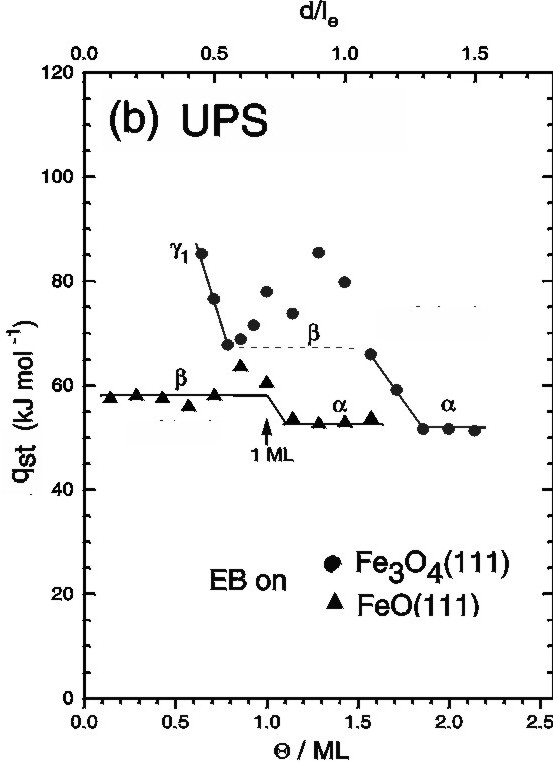 d/lₑ
0.0 0.5 1.0 1.5
(b) UPS
120
100
80
60
40
20
0
γ₁
β
β
α
α
1 ML
qst (kJ mol⁻¹)
EB on
Fe₃O₄(111)
FeO(111)
0.0 0.5 1.0 1.5 2.0 2.5
Θ / ML